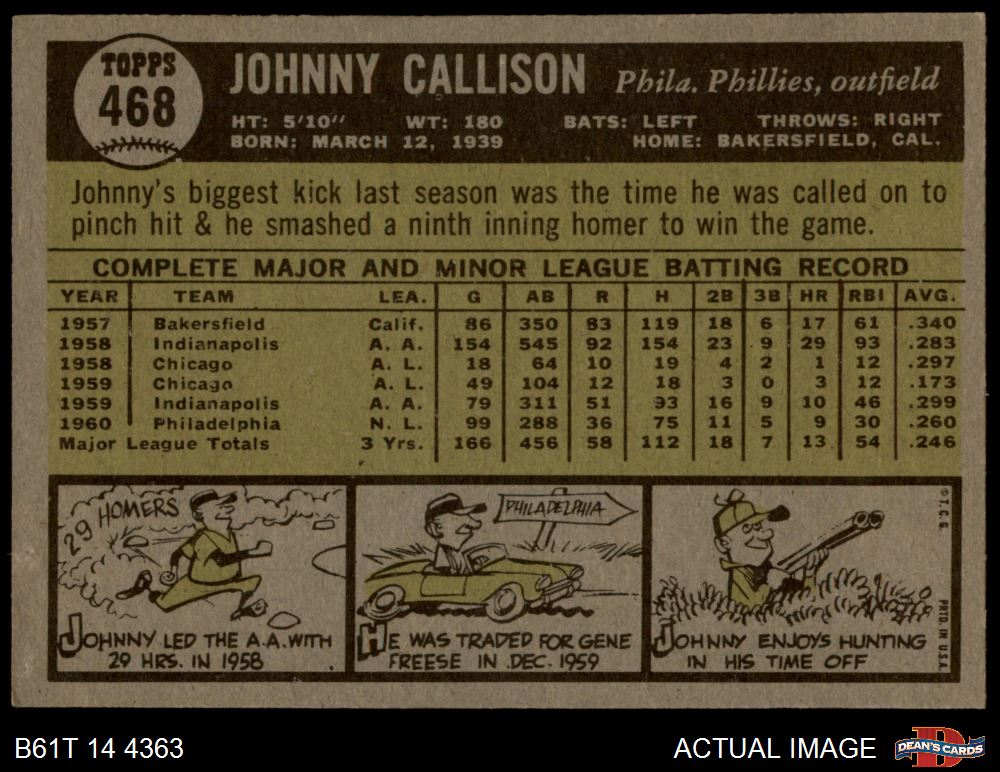 TOPPS
468
JOHNNY CALLISON Phila. Phillies, outfield
HT: 5'10" WT: 180 BATS: LEFT THROWS: RIGHT
BORN: MARCH 12, 1939 HOME: BAKERSFIELD, CAL.
Johnny's biggest kick last season was the time he was called on to
pinch hit & he smashed a ninth inning homer to win the game.
COMPLETE MAJOR AND MINOR LEAGUE BATTING RECORD
YEAR TEAM LEA. G AB R H 2B 3B HR RBI AVG.
1957 Bakersfield Calif. 86 350 83 119 18 6 17 61 .340
1958 Indianapolis A. A. 154 545 92 154 23 9 29 93 .283
1958 Chicago A. L. 18 64 10 19 4 2 1 12 .297
1959 Chicago A. L. 49 104 12 18 3 0 3 12 .173
1959 Indianapolis A. A. 79 311 51 93 16 9 10 46 .299
1960 Philadelphia N. L. 99 288 36 75 11 5 9 30 .260
Major League Totals 3 Yrs. 166 456 58 112 18 7 13 54 .246
29 HOMERS
JOHNNY LED THE A.A. WITH
29 HRS. IN 1958
PHILADELPHIA
HE WAS TRADED FOR GENE
FREESE IN DEC. 1959
JOHNNY ENJOYS HUNTING
IN HIS TIME OFF
© T. C. G. PRTD. IN U.S.A.
B61T 14 4363 ACTUAL IMAGE
D
DEAN'S CARDS